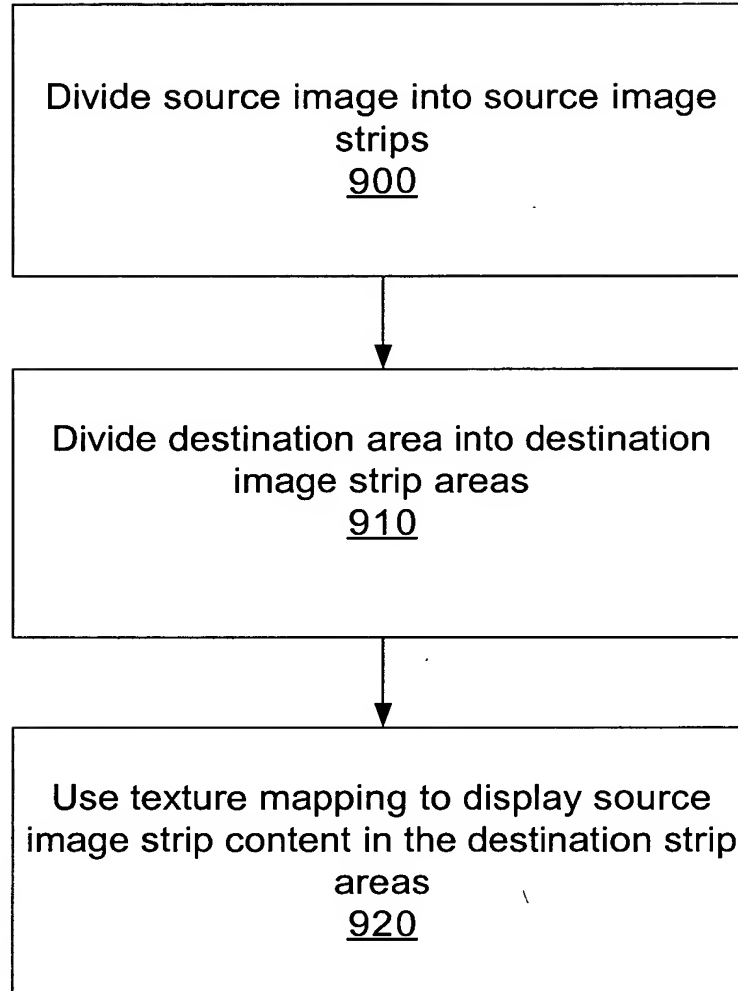 Divide source image into source image
strips
900
Divide destination area into destination
image strip areas
910
Use texture mapping to display source
image strip content in the destination strip
areas
920